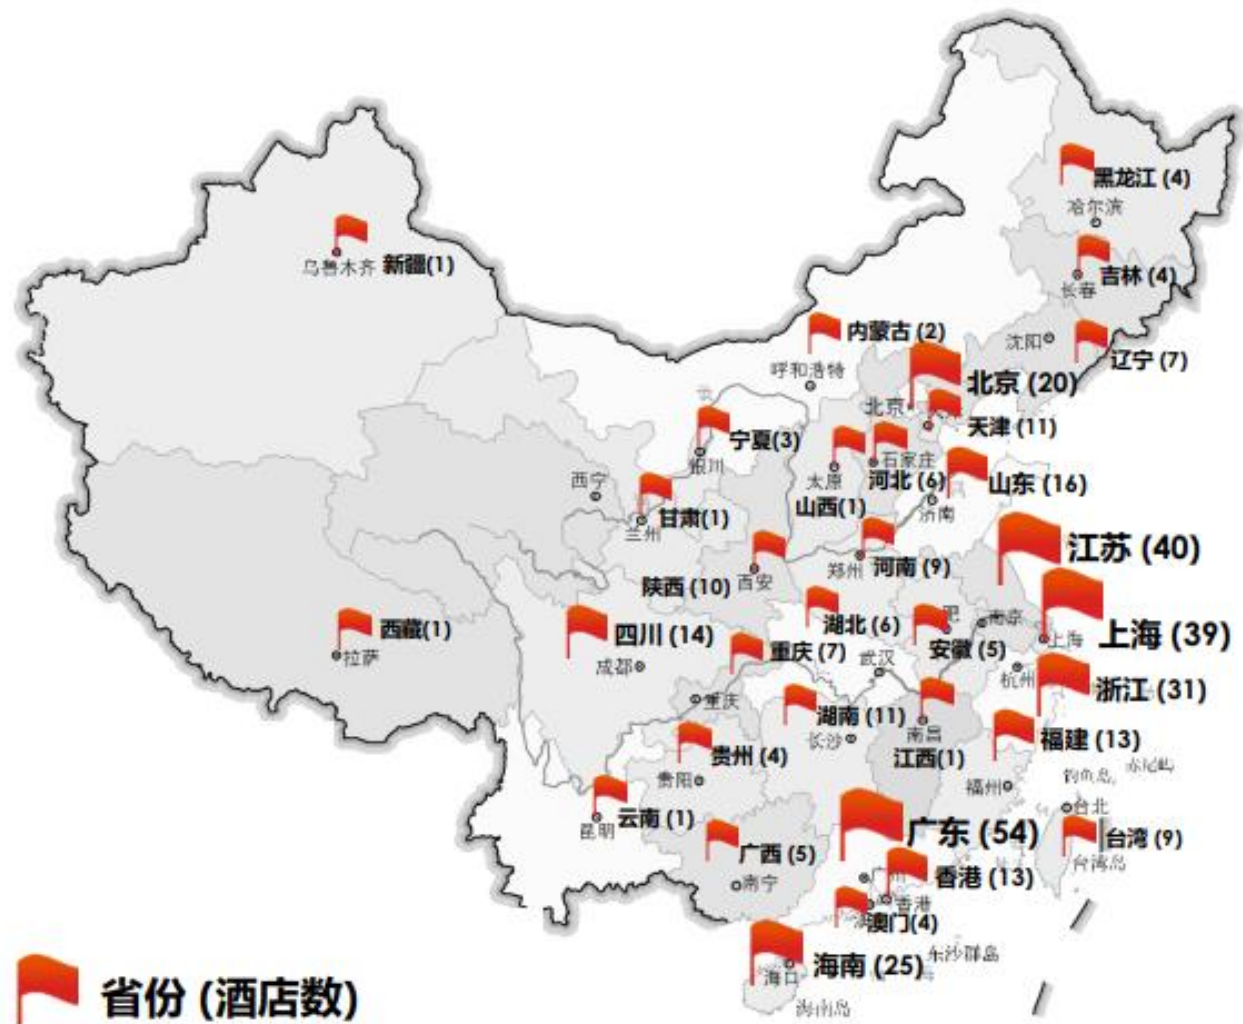 黑龙江 (4)
哈尔滨
乌鲁木齐
新疆(1)
吉林 (4)
长春
内蒙古 (2)
沈阳
辽宁 (7)
呼和浩特
北京 (20)
北京
天津 (11)
宁夏(3)
银川
太原
石家庄
河北 (6)
山西(1)
山东 (16)
济南
西宁
甘肃(1)
兰州
江苏 (40)
郑州
河南 (9)
陕西 (10)
西安
湖北 (6)
肥
南京
安徽 (5)
上海 (39)
上海
西藏(1)
拉萨
四川 (14)
成都
重庆 (7)
武汉
杭州
浙江 (31)
重庆
湖南 (11)
长沙
南昌
江西(1)
福建 (13)
贵州 (4)
贵阳
福州
钓鱼岛
赤尾屿
云南 (1)
昆明
台北
广东 (54)
台湾 (9)
台湾岛
广西 (5)
南宁
广州
香港 (13)
香港
澳门(4)
海南 (25)
海口
东沙群岛
海南岛
省份 (酒店数)